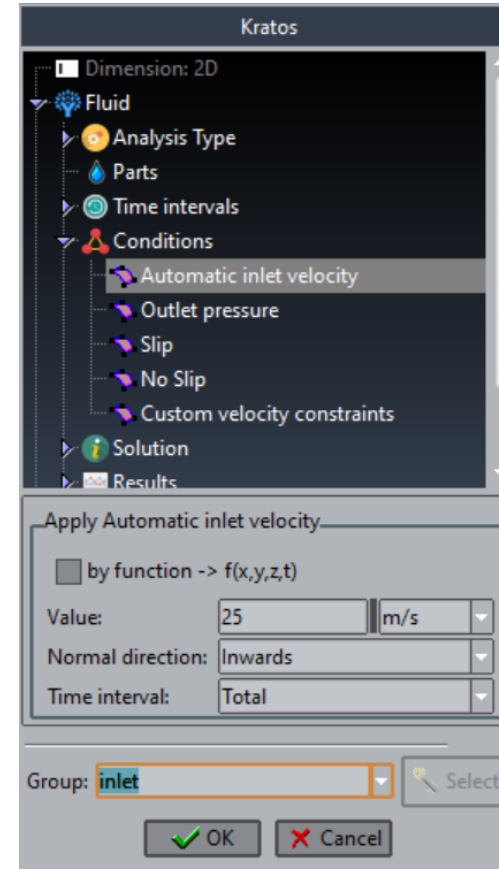 Kratos
Dimension: 2D
Fluid
Analysis Type
Parts
Time intervals
Conditions
Automatic inlet velocity
Outlet pressure
Slip
No Slip
Custom velocity constraints
Solution
Results
Apply Automatic inlet velocity
by function -> f(x,y,z,t)
Value: 25 m/s
Normal direction: Inwards
Time interval: Total
Group: inlet Select
OK Cancel